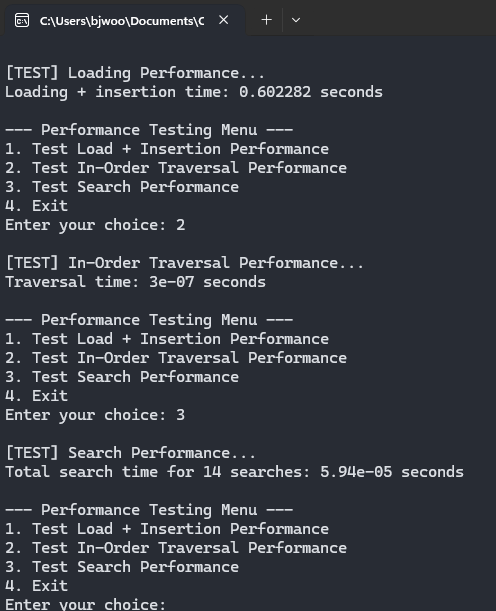 C:\Users\bjwoo\Documents\C
[TEST] Loading Performance...
Loading + insertion time: 0.602282 seconds
--- Performance Testing Menu ---
1. Test Load + Insertion Performance
2. Test In-Order Traversal Performance
3. Test Search Performance
4. Exit
Enter your choice: 2
[TEST] In-Order Traversal Performance...
Traversal time: 3e-07 seconds
--- Performance Testing Menu ---
1. Test Load + Insertion Performance
2. Test In-Order Traversal Performance
3. Test Search Performance
4. Exit
Enter your choice: 3
[TEST] Search Performance...
Total search time for 14 searches: 5.94e-05 seconds
--- Performance Testing Menu ---
1. Test Load + Insertion Performance
2. Test In-Order Traversal Performance
3. Test Search Performance
4. Exit
Enter your choice: